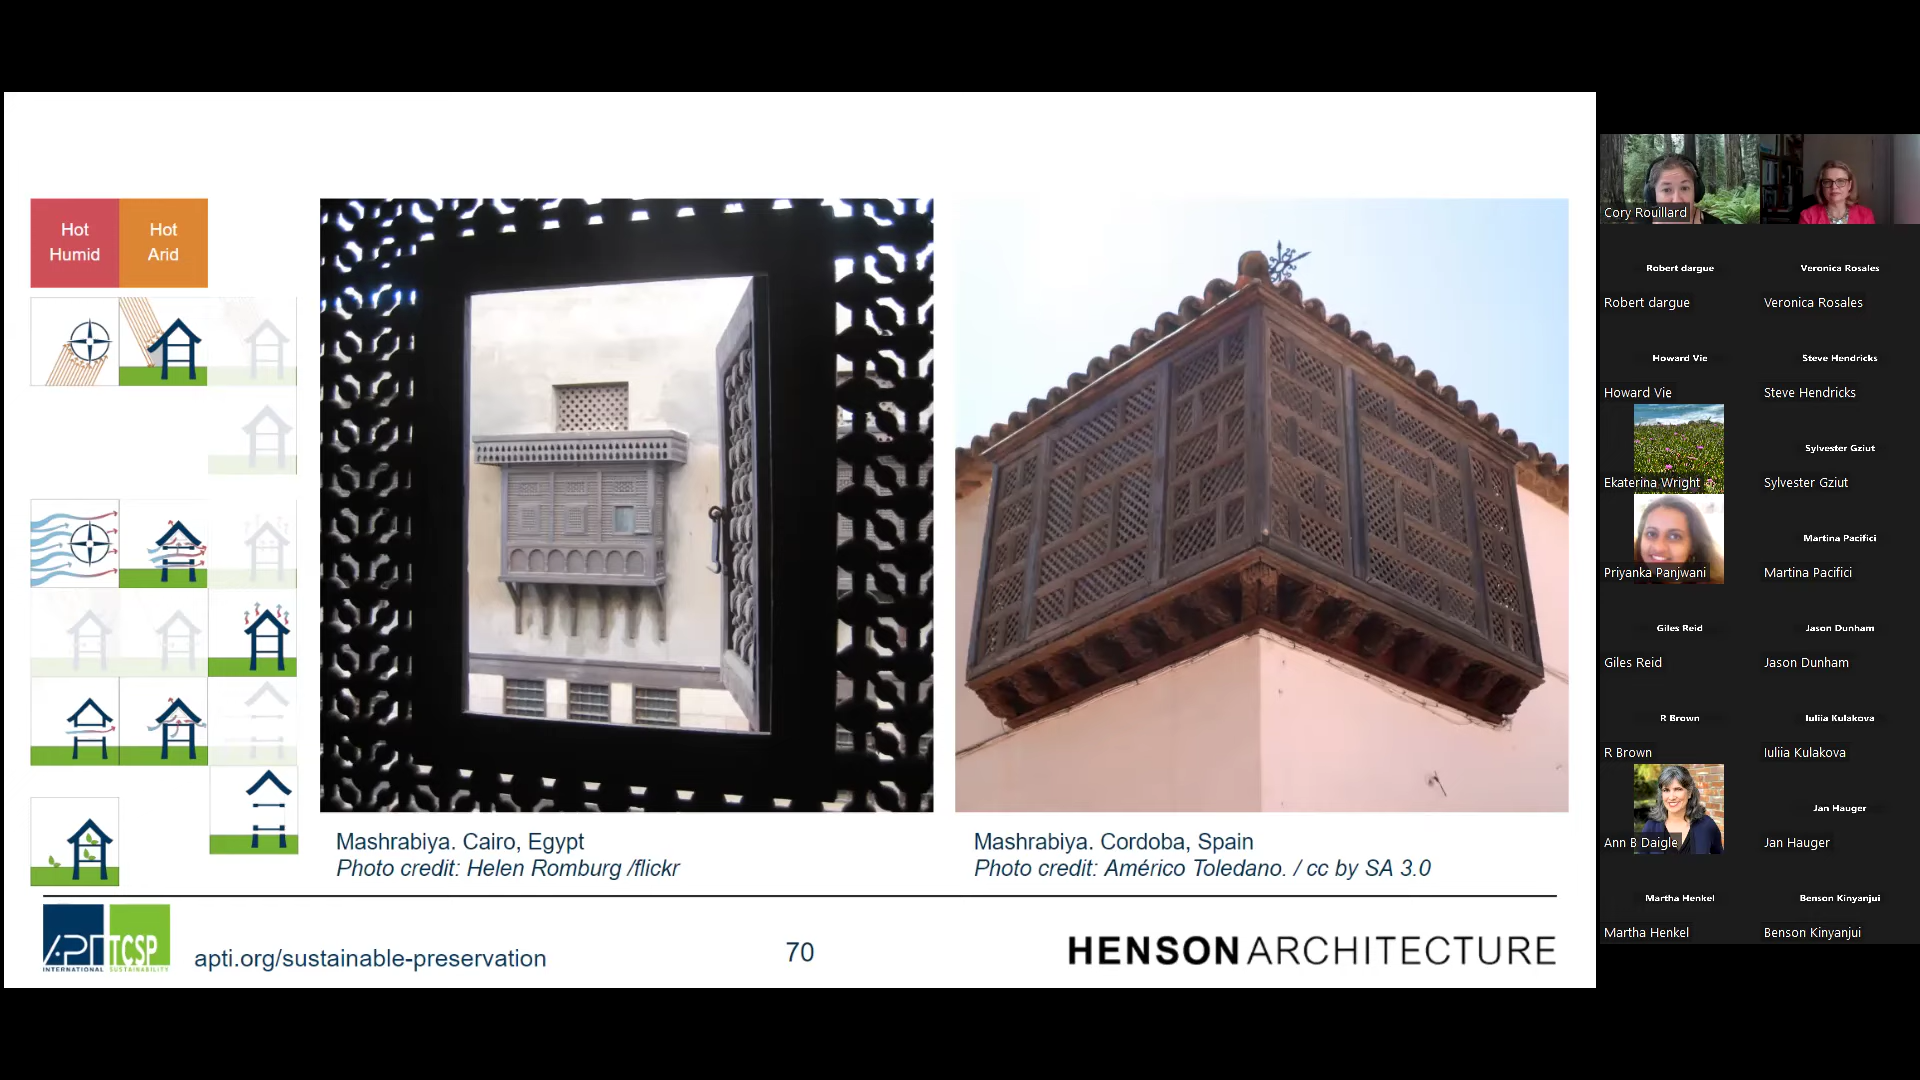 Hot
Humid
Hot
Arid
Mashrabiya. Cairo, Egypt
Photo credit: Helen Romburg /flickr
Mashrabiya. Cordoba, Spain
Photo credit: Américo Toledano. / cc by SA 3.0
APTI TCSP
INTERNATIONAL SUSTAINABILITY
apti.org/sustainable-preservation
70
HENSON ARCHITECTURE
Cory Rouillard
Robert dargue
Robert dargue
Veronica Rosales
Veronica Rosales
Howard Vie
Howard Vie
Steve Hendricks
Steve Hendricks
Ekaterina Wright
Sylvester Gziut
Sylvester Gziut
Priyanka Panjwani
Martina Pacifici
Martina Pacifici
Giles Reid
Giles Reid
Jason Dunham
Jason Dunham
R Brown
R Brown
Iuliia Kulakova
Iuliia Kulakova
Ann B Daigle
Jan Hauger
Jan Hauger
Martha Henkel
Martha Henkel
Benson Kinyanjui
Benson Kinyanjui